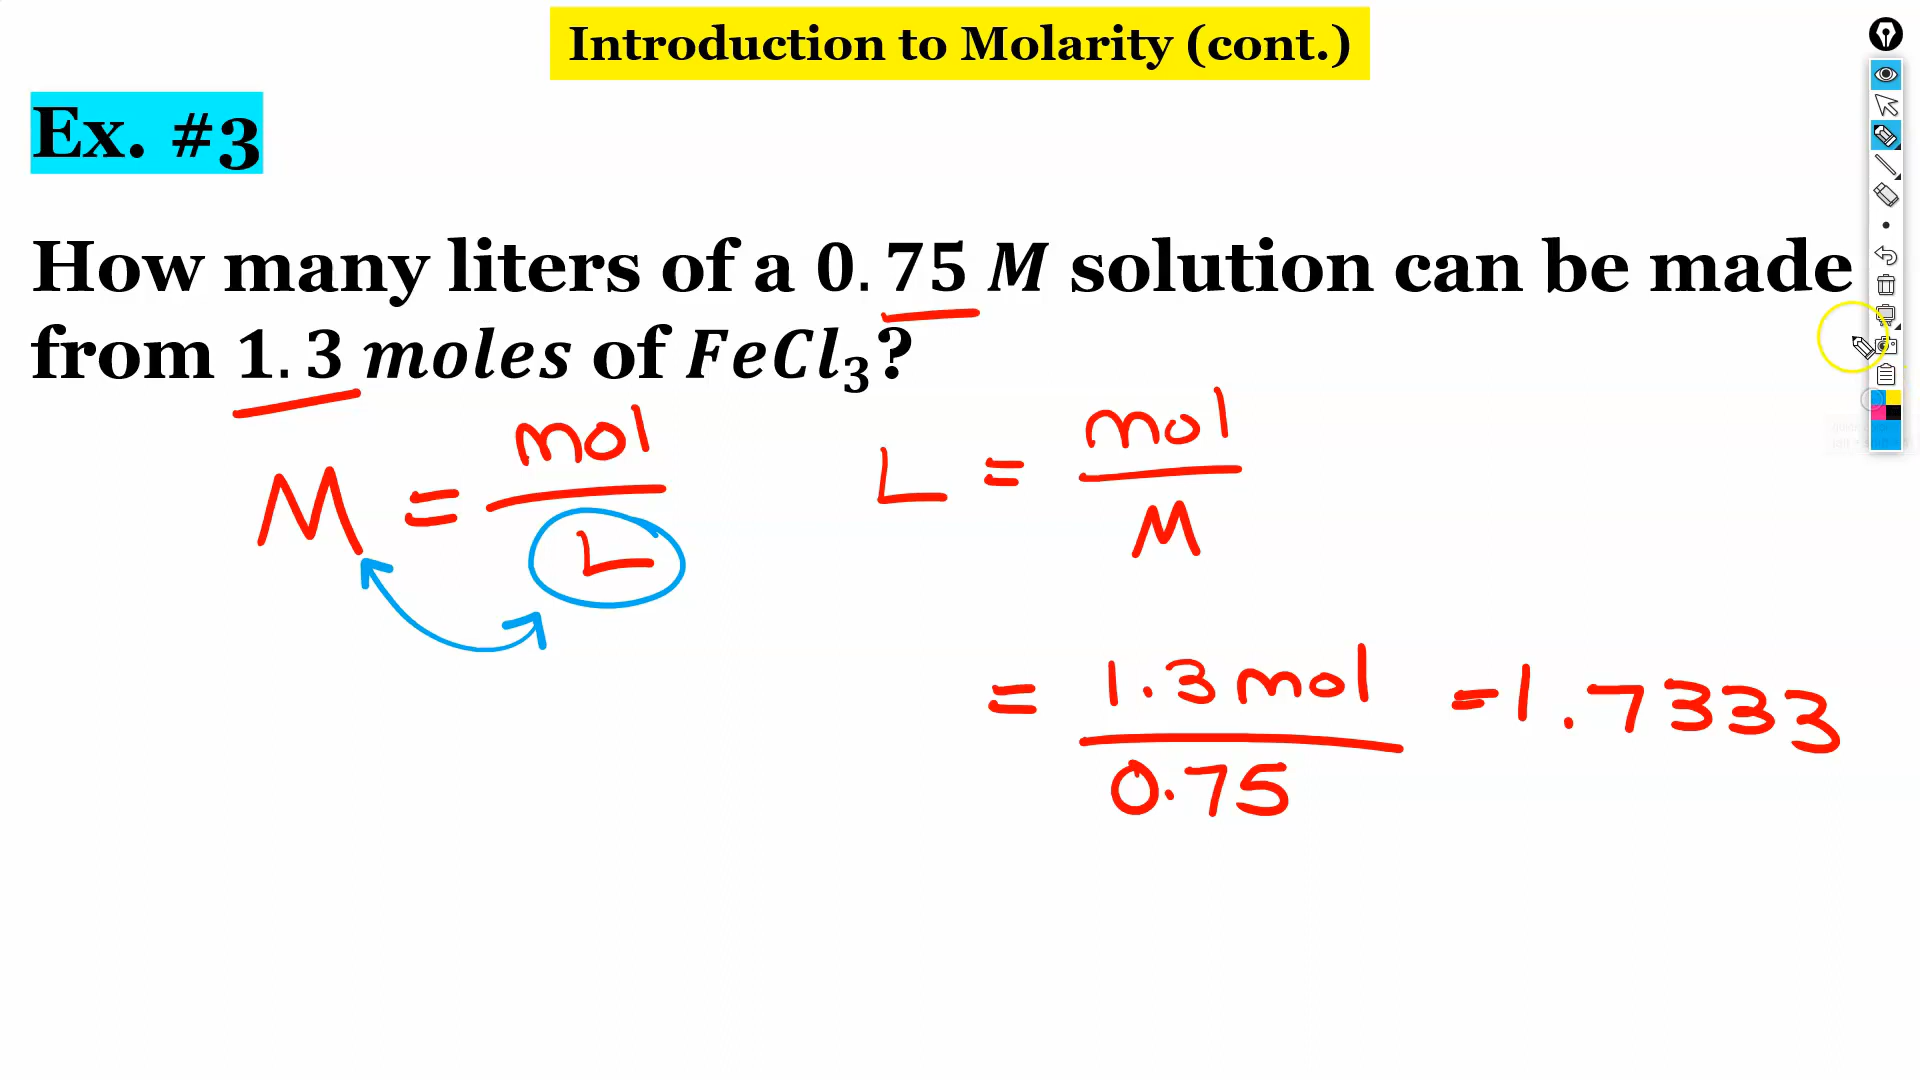 Introduction to Molarity (cont.)
Ex. #3
How many liters of a 0.75 M solution can be made
from 1.3 moles of FeCl₃?
M = mol / L
L = mol / M
= 1.3 mol / 0.75 = 1.7333